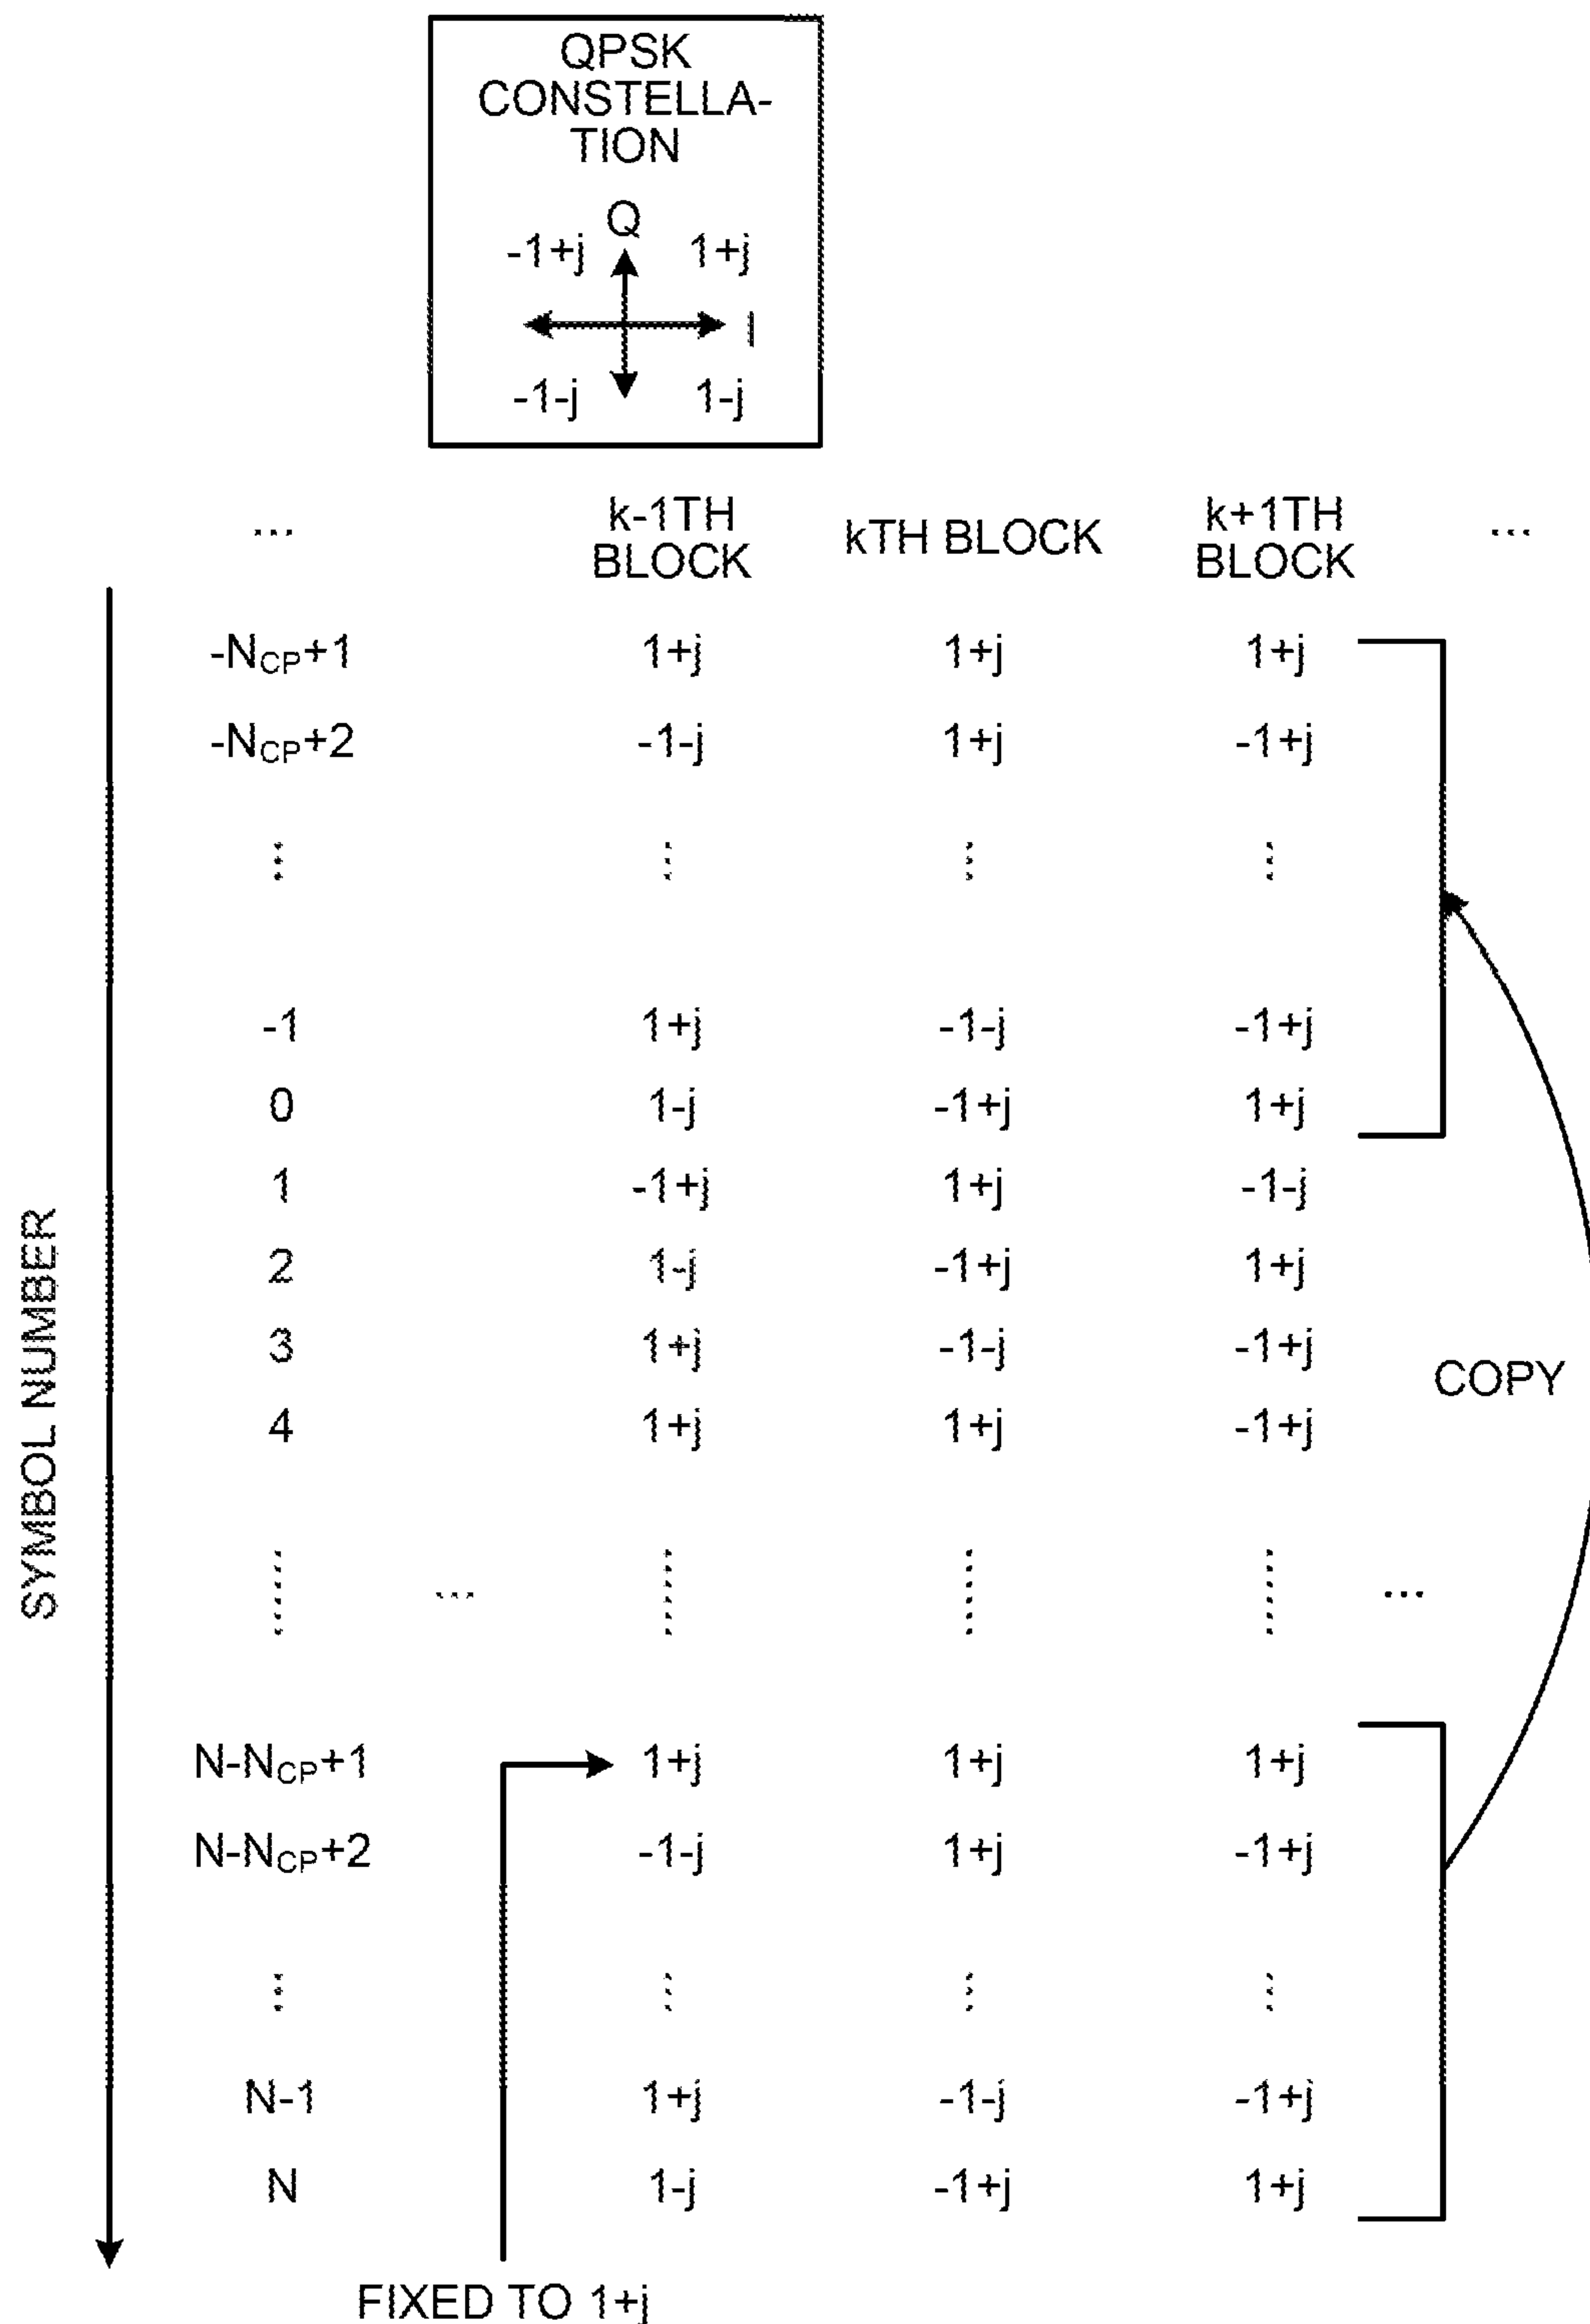 QPSK
CONSTELLA-
TION
Q
-1+j 1+j
I
-1-j 1-j
... k-1TH BLOCK kTH BLOCK k+1TH BLOCK ...
-NCP+1 1+j 1+j 1+j
-NCP+2 -1-j 1+j -1+j
⋮ ⋮ ⋮ ⋮
-1 1+j -1-j -1+j
0 1-j -1+j 1+j
1 -1+j 1+j -1-j
2 1-j -1+j 1+j
3 1+j -1-j -1+j
4 1+j 1+j -1+j
SYMBOL NUMBER
COPY
⋮ ... ⋮ ⋮ ⋮ ...
N-NCP+1 1+j 1+j 1+j
N-NCP+2 -1-j 1+j -1+j
⋮ ⋮ ⋮ ⋮
N-1 1+j -1-j -1+j
N 1-j -1+j 1+j
FIXED TO 1+j